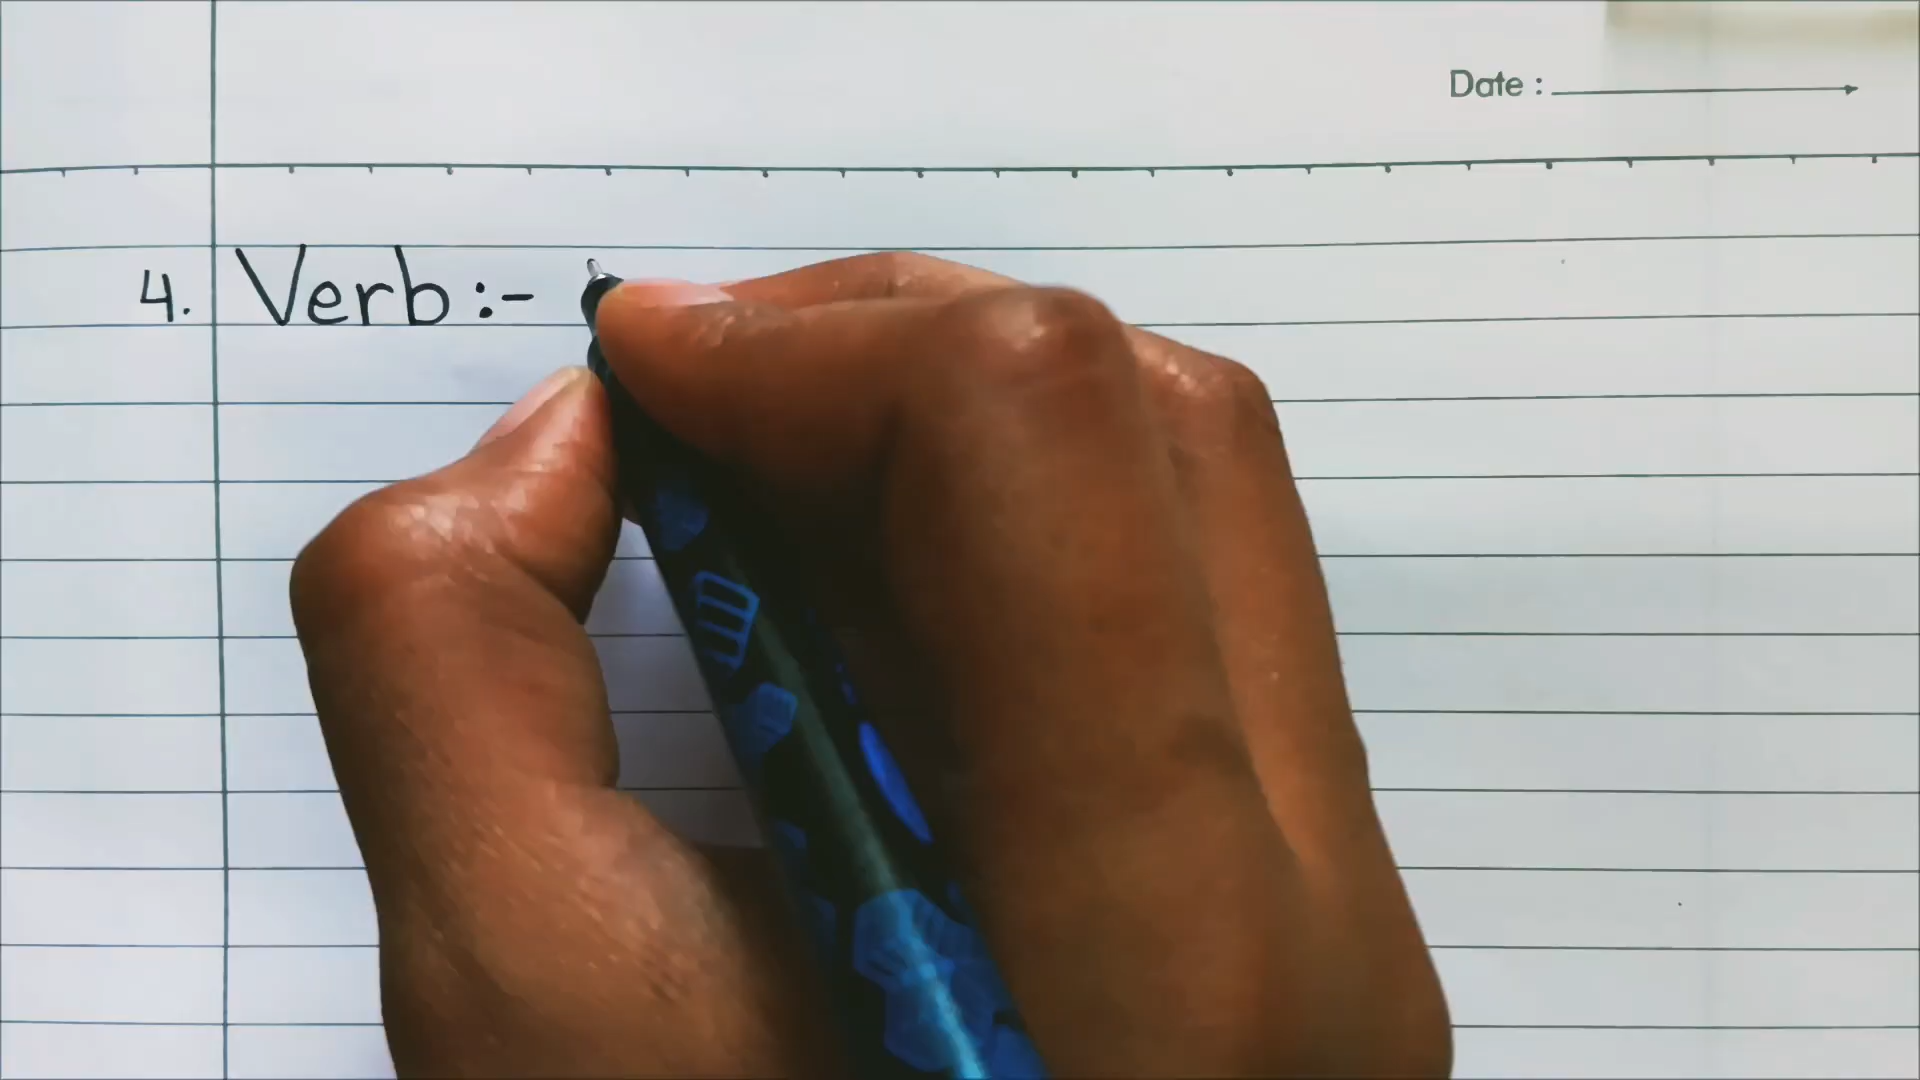 Date :
4. Verb :-